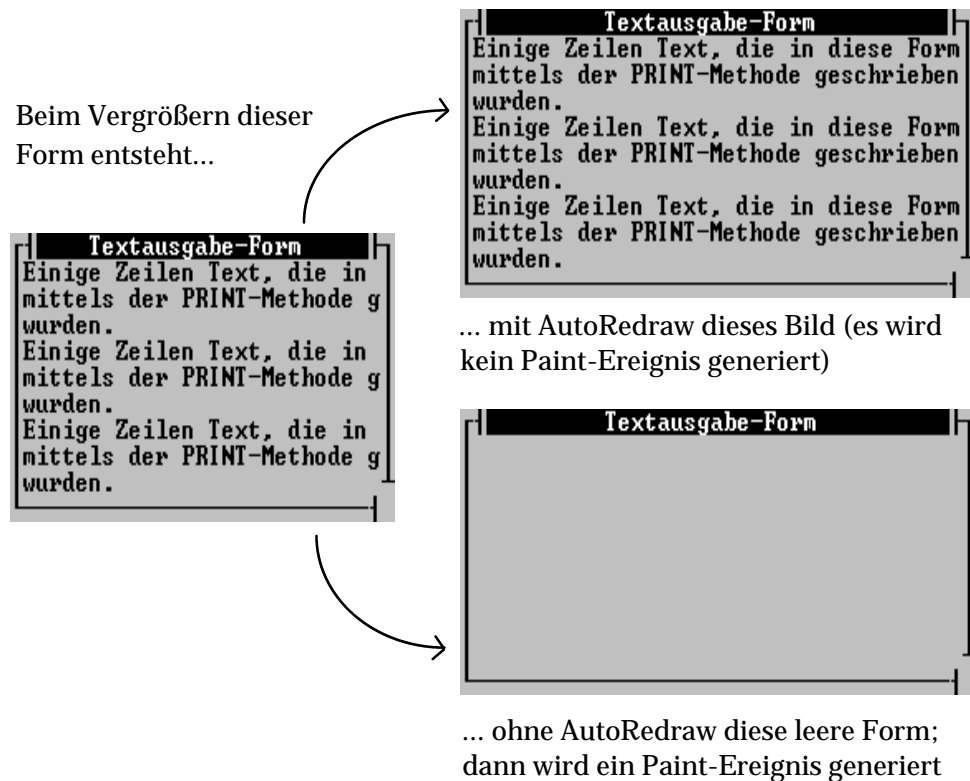 Beim Vergrößern dieser
Form entsteht...
Textausgabe-Form
Einige Zeilen Text, die in
mittels der PRINT-Methode g
wurden.
Einige Zeilen Text, die in
mittels der PRINT-Methode g
wurden.
Einige Zeilen Text, die in
mittels der PRINT-Methode g
wurden.
Textausgabe-Form
Einige Zeilen Text, die in diese Form
mittels der PRINT-Methode geschrieben
wurden.
Einige Zeilen Text, die in diese Form
mittels der PRINT-Methode geschrieben
wurden.
Einige Zeilen Text, die in diese Form
mittels der PRINT-Methode geschrieben
wurden.
... mit AutoRedraw dieses Bild (es wird
kein Paint-Ereignis generiert)
Textausgabe-Form
... ohne AutoRedraw diese leere Form;
dann wird ein Paint-Ereignis generiert